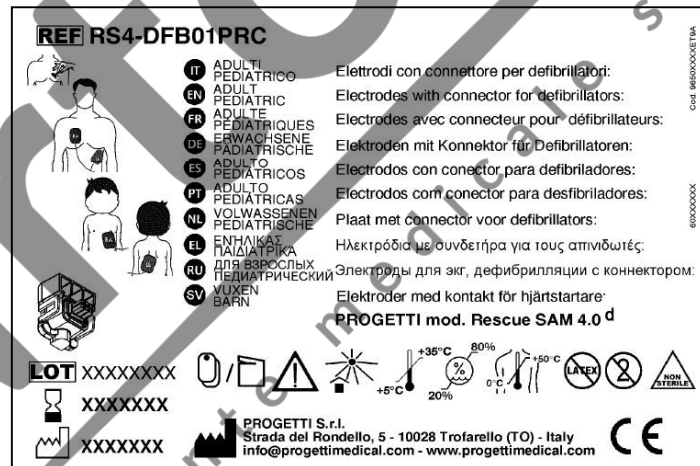 REF RS4-DFB01PRC
IT ADULTI PEDIATRICO Elettrodi con connettore per defibrillatori:
EN ADULT PEDIATRIC Electrodes with connector for defibrillators:
FR ADULTE PÉDIATRIQUES Electrodes avec connecteur pour défibrillateurs:
DE ERWACHSENE PÄDIATRISCHE Elektroden mit Konnektor für Defibrillatoren:
ES ADULTO PEDIÁTRICOS Electrodos con conector para defibriladores:
PT ADULTO PEDIÁTRICAS Electrodos com conector para desfibriladores:
NL VOLWASSENEN PEDIATRISCHE Plaat met connector voor defibrillators:
EL ΕΝΗΛΙΚΑΣ ΠΑΙΔΙΑΤΡΙΚΑ Ηλεκτρόδια με συνδετήρα για τους απινιδωτές:
RU ДЛЯ ВЗРОСЛЫХ ПЕДИАТРИЧЕСКИЙ Электроды для экг, дефибрилляции с коннектором:
SV VUXEN BARN Elektroder med kontakt för hjärtstartare:
PROGETTI mod. Rescue SAM 4.0 d
LOT XXXXXXXX
XXXXXXX
XXXXXXX
+5°C +35°C
20% % 80%
0°C +50°C
LATEX
2
NON STERILE
PROGETTI S.r.l.
Strada del Rondello, 5 - 10028 Trofarello (TO) - Italy
info@progettimedical.com - www.progettimedical.com
CE
60XXXXXXX